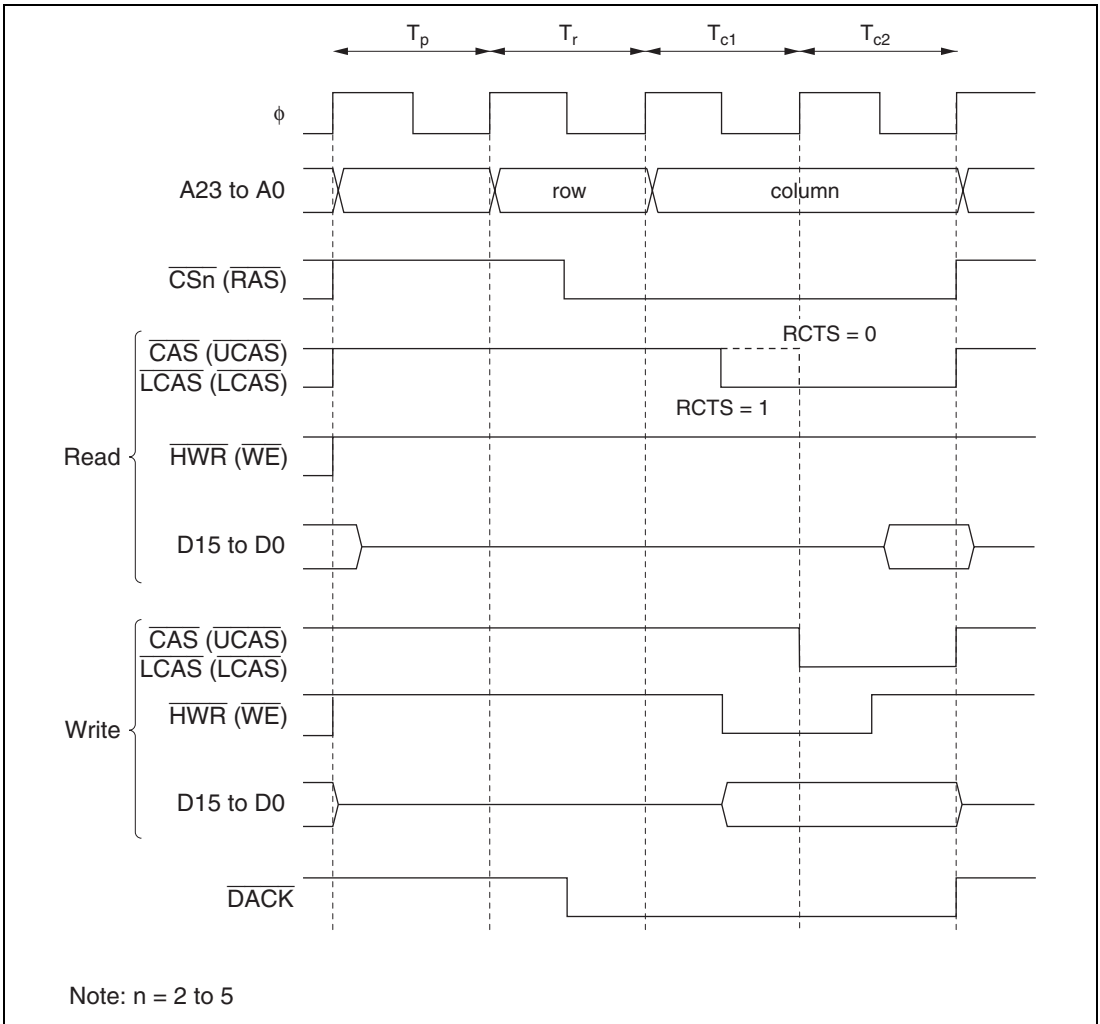 Tp Tr Tc1 Tc2
ϕ
A23 to A0 row column
CSn (RAS)
RCTS = 0
CAS (UCAS)
LCAS (LCAS)
RCTS = 1
Read HWR (WE)
D15 to D0
CAS (UCAS)
LCAS (LCAS)
HWR (WE)
Write
D15 to D0
DACK
Note: n = 2 to 5